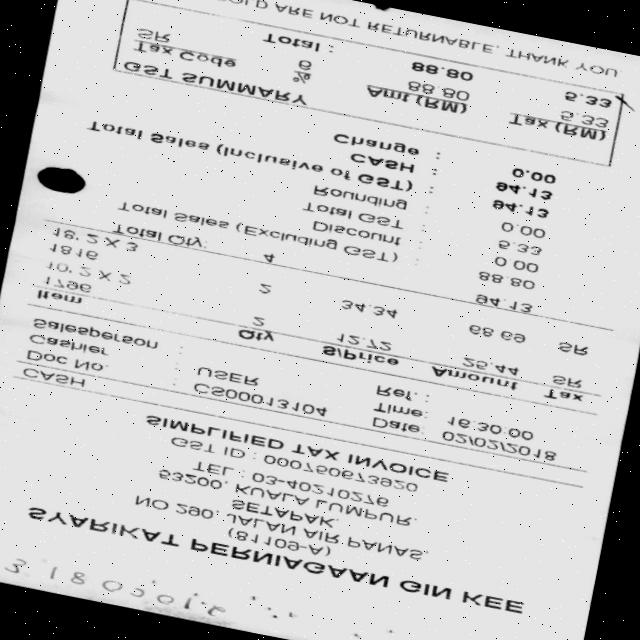 SYARIKAT PERNIAGAAN GIN KEE
(81109-A)
NO 290, JALAN AIR PANAS,
SETAPAK,
53200, KUALA LUMPUR.
TEL : 03-40210276
GST ID : 000750673920
SIMPLIFIED TAX INVOICE
CASH
Doc No. : CS00013104 Date: 02/02/2018
Cashier : USER Time: 16:30:00
Salesperson : Ref.:
Item Qty S/Price Amount Tax
1796 2 12.72 25.44 SR
10' 2 X 2
1816 2 34.34 68.69 SR
18' 2 X 3
Total Qty: 4 94.13
Total Sales (Excluding GST) : 88.80
Discount : 0.00
Total GST : 5.33
Rounding : 0.00
Total Sales (Inclusive of GST) : 94.13
CASH : 94.13
Change : 0.00
GST SUMMARY
Tax Code % Amt (RM) Tax (RM)
SR 6 88.80 5.33
Total : 88.80 5.33
SOLD ARE NOT RETURNABLE, THANK YOU